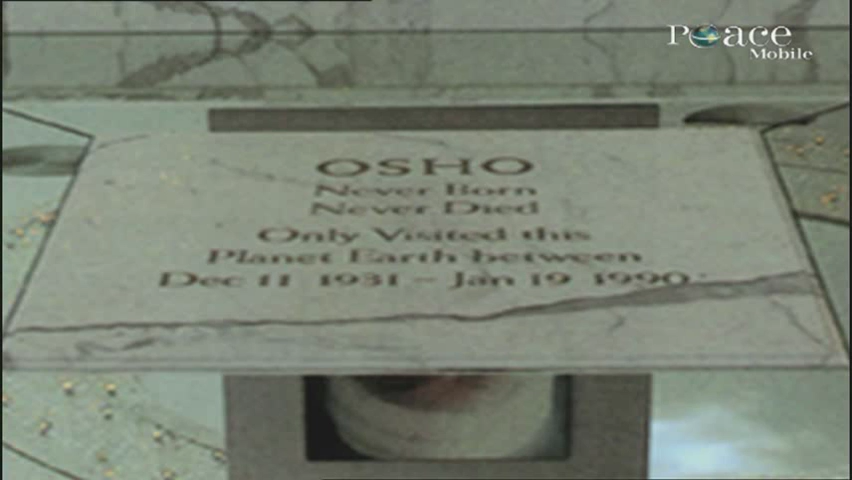 Peace
Mobile
OSHO
Never Born
Never Died
Only Visited this
Planet Earth between
Dec 11 1931 – Jan 19 1990